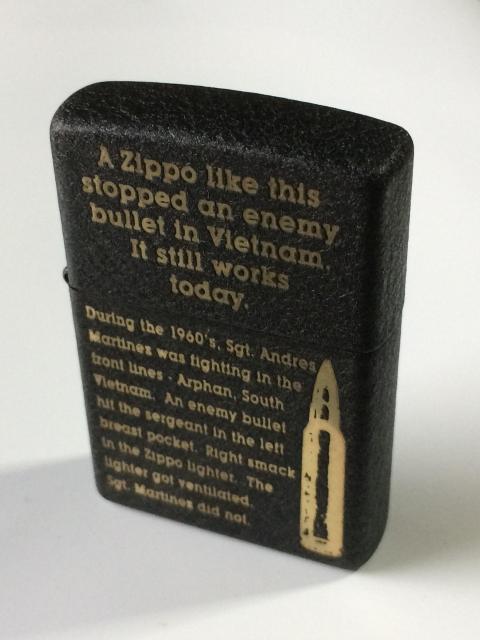 A Zippo like this
stopped an enemy
bullet in Vietnam.
It still works
today.
During the 1960's, Sgt. Andres
Martinez was fighting in the
front lines - Arphan, South
Vietnam. An enemy bullet
hit the sergeant in the left
breast pocket. Right smack
in the Zippo lighter. The
lighter got ventilated.
Sgt. Martinez did not.